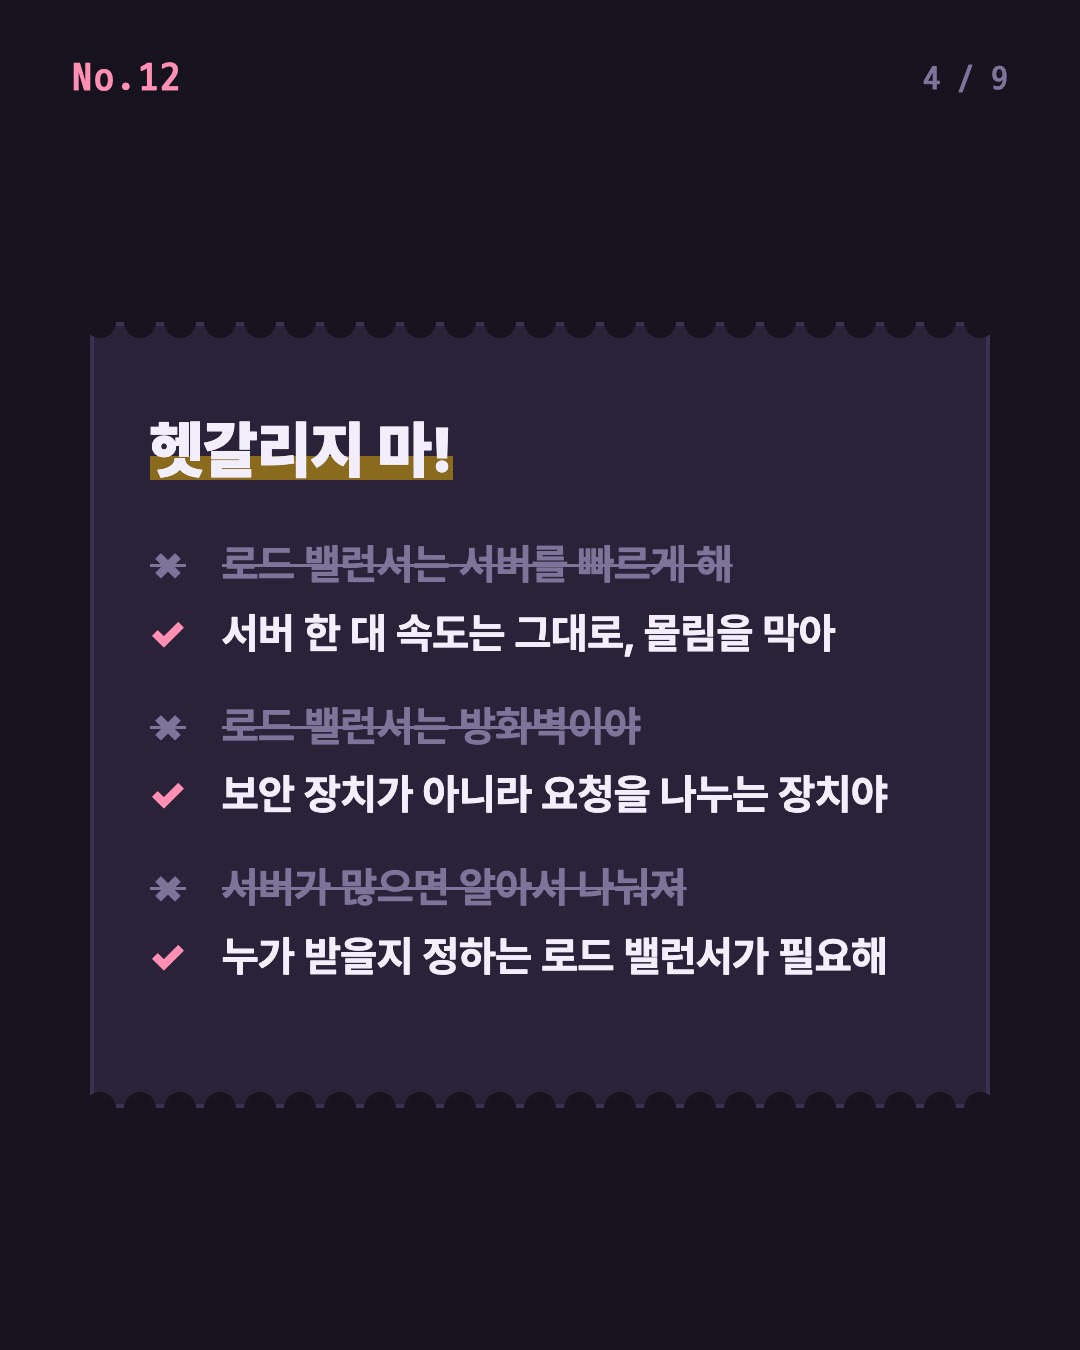 No.12
4 / 9
헷갈리지 마!
✖ 로드 밸런서는 서버를 빠르게 해
✔ 서버 한 대 속도는 그대로, 몰림을 막아
✖ 로드 밸런서는 방화벽이야
✔ 보안 장치가 아니라 요청을 나누는 장치야
✖ 서버가 많으면 알아서 나눠져
✔ 누가 받을지 정하는 로드 밸런서가 필요해